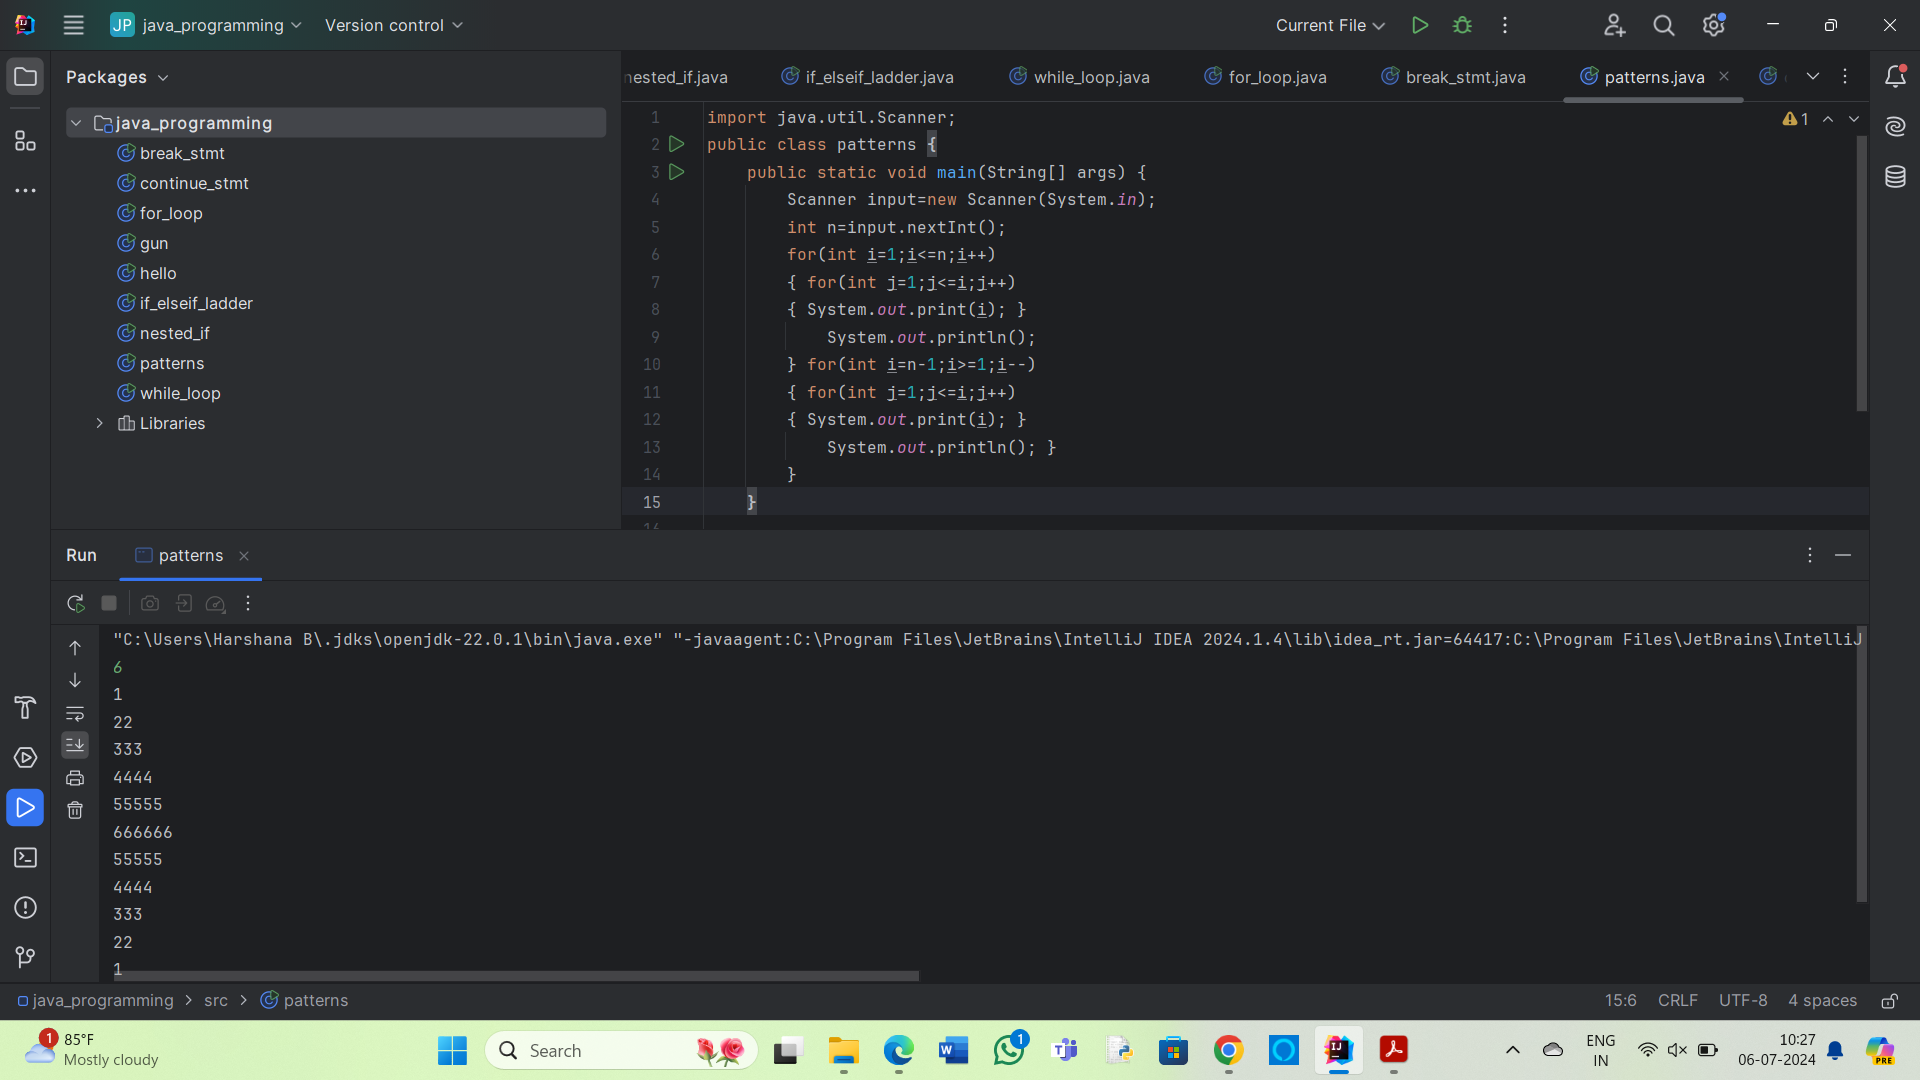 JP java_programming Version control Current File
Packages
nested_if.java if_elseif_ladder.java while_loop.java for_loop.java break_stmt.java patterns.java
java_programming
break_stmt
continue_stmt
for_loop
gun
hello
if_elseif_ladder
nested_if
patterns
while_loop
Libraries
1 import java.util.Scanner;
2 public class patterns {
3 public static void main(String[] args) {
4 Scanner input=new Scanner(System.in);
5 int n=input.nextInt();
6 for(int i=1;i<=n;i++)
7 { for(int j=1;j<=i;j++)
8 { System.out.print(i); }
9 System.out.println();
10 } for(int i=n-1;i>=1;i--)
11 { for(int j=1;j<=i;j++)
12 { System.out.print(i); }
13 System.out.println(); }
14 }
15 }
16
1
Run patterns
"C:\Users\Harshana B\.jdks\openjdk-22.0.1\bin\java.exe" "-javaagent:C:\Program Files\JetBrains\IntelliJ IDEA 2024.1.4\lib\idea_rt.jar=64417:C:\Program Files\JetBrains\IntelliJ
6
1
22
333
4444
55555
666666
55555
4444
333
22
1
java_programming > src > patterns 15:6 CRLF UTF-8 4 spaces
1 85°F
Mostly cloudy
Search
1
ENG
IN
10:27
06-07-2024
PRE